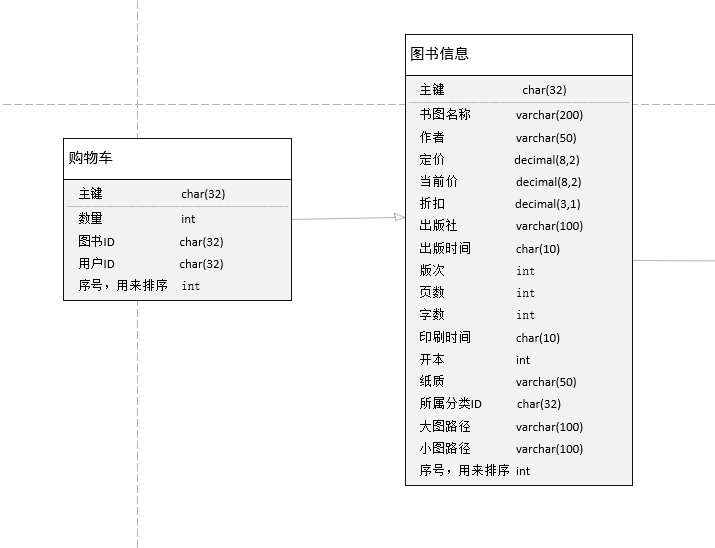 图书信息
主键 char(32)
书图名称 varchar(200)
作者 varchar(50)
定价 decimal(8,2)
当前价 decimal(8,2)
折扣 decimal(3,1)
出版社 varchar(100)
出版时间 char(10)
版次 int
页数 int
字数 int
印刷时间 char(10)
开本 int
纸质 varchar(50)
所属分类ID char(32)
大图路径 varchar(100)
小图路径 varchar(100)
序号，用来排序 int
购物车
主键 char(32)
数量 int
图书ID char(32)
用户ID char(32)
序号，用来排序 int